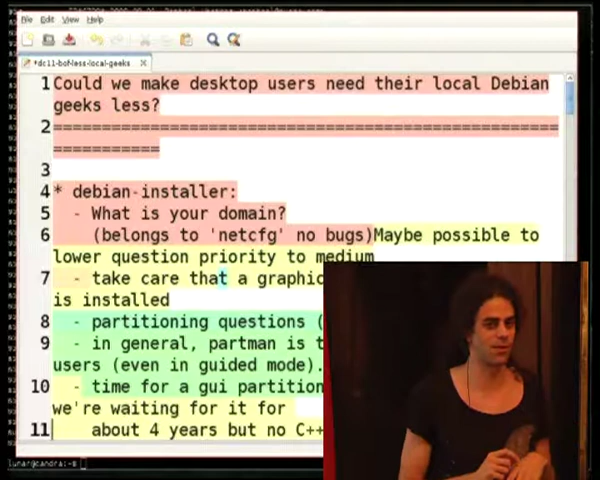 File Edit View Help
*dc11-bofless-local-geeks
1 Could we make desktop users need their local Debian
geeks less?
2 ======================================================
============
3
4 * debian-installer:
5 - What is your domain?
6 (belongs to 'netcfg' no bugs)Maybe possible to
lower question priority to medium
7 - take care that a graphic
is installed
8 - partitioning questions (
9 - in general, partman is t
users (even in guided mode).
10 - time for a gui partition
we're waiting for it for
11 about 4 years but no C++